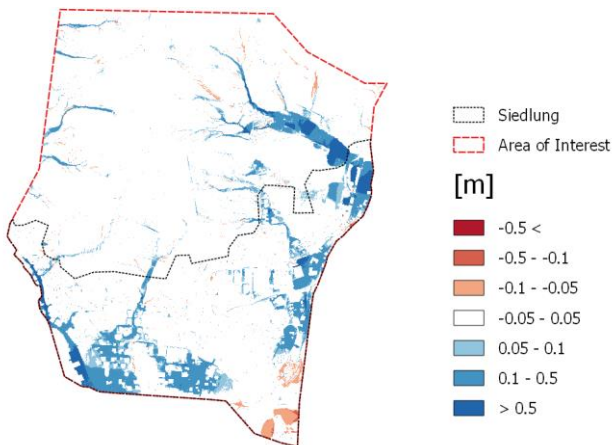 Siedlung
Area of Interest
[m]
-0.5 <
-0.5 - -0.1
-0.1 - -0.05
-0.05 - 0.05
0.05 - 0.1
0.1 - 0.5
> 0.5